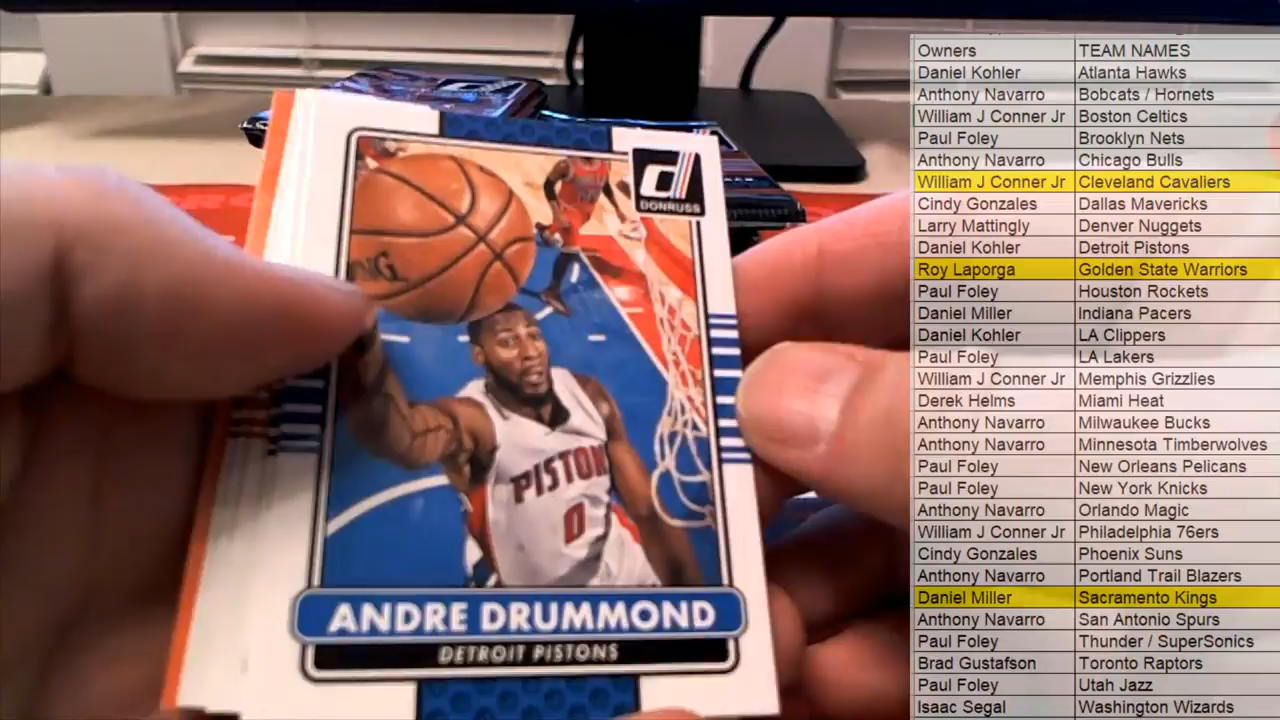 DONRUSS
NG
PISTONS
0
ANDRE DRUMMOND
DETROIT PISTONS
Owners TEAM NAMES
Daniel Kohler Atlanta Hawks
Anthony Navarro Bobcats / Hornets
William J Conner Jr Boston Celtics
Paul Foley Brooklyn Nets
Anthony Navarro Chicago Bulls
William J Conner Jr Cleveland Cavaliers
Cindy Gonzales Dallas Mavericks
Larry Mattingly Denver Nuggets
Daniel Kohler Detroit Pistons
Roy Laporga Golden State Warriors
Paul Foley Houston Rockets
Daniel Miller Indiana Pacers
Daniel Kohler LA Clippers
Paul Foley LA Lakers
William J Conner Jr Memphis Grizzlies
Derek Helms Miami Heat
Anthony Navarro Milwaukee Bucks
Anthony Navarro Minnesota Timberwolves
Paul Foley New Orleans Pelicans
Paul Foley New York Knicks
Anthony Navarro Orlando Magic
William J Conner Jr Philadelphia 76ers
Cindy Gonzales Phoenix Suns
Anthony Navarro Portland Trail Blazers
Daniel Miller Sacramento Kings
Anthony Navarro San Antonio Spurs
Paul Foley Thunder / SuperSonics
Brad Gustafson Toronto Raptors
Paul Foley Utah Jazz
Isaac Segal Washington Wizards